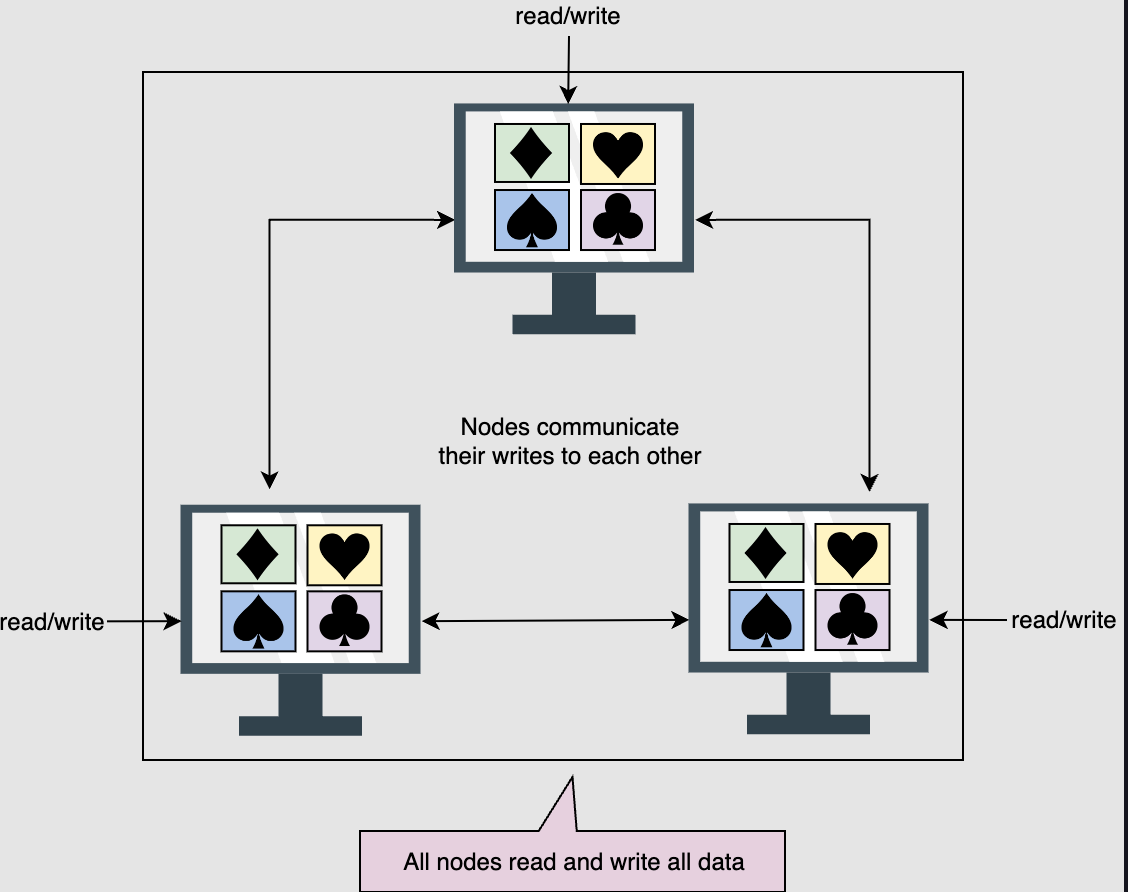 read/write
Nodes communicate
their writes to each other
read/write
read/write
All nodes read and write all data